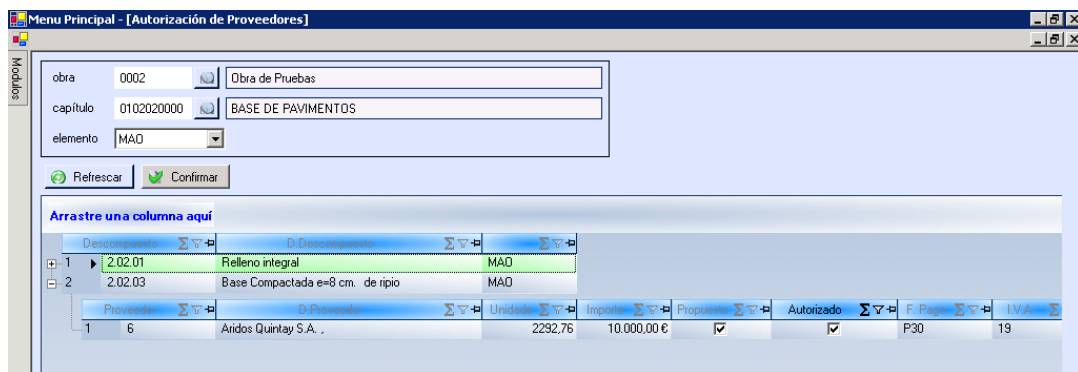 Menu Principal - [Autorización de Proveedores]
Modulos
obra 0002 Obra de Pruebas
capítulo 0102020000 BASE DE PAVIMENTOS
elemento MAO
Refrescar Confirmar
Arrastre una columna aquí
Descompuesto D.Descompuesto
1 2.02.01 Relleno integral MAO
2 2.02.03 Base Compactada e=8 cm. de ripio MAO
Proveedor D.Proveedor Unidade Importe Propuesto Autorizado F. Pago I.V.A.
1 6 Aridos Quintay S.A. , 2292,76 10.000,00 € P30 19